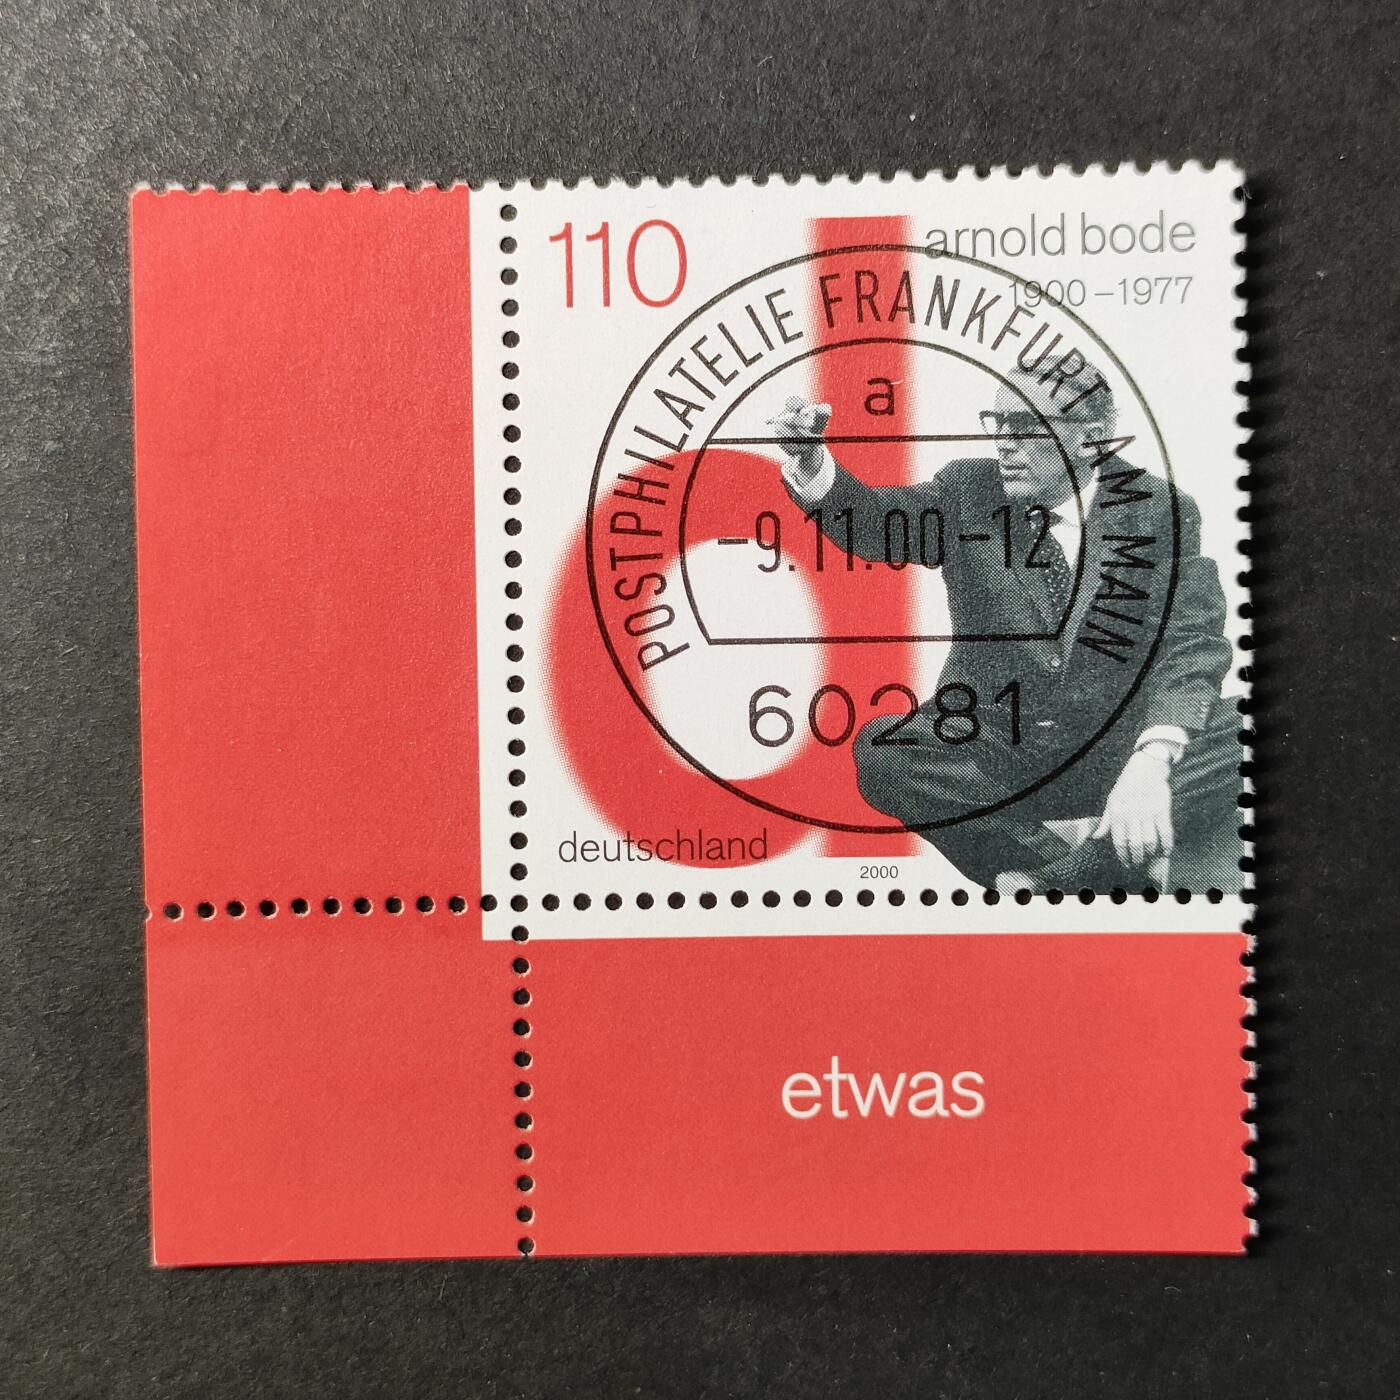 110
arnold bode
1900–1977
POSTPHILATELIE FRANKFURT AM MAIN
a
-9.11.00-12
60281
d
deutschland
2000
etwas